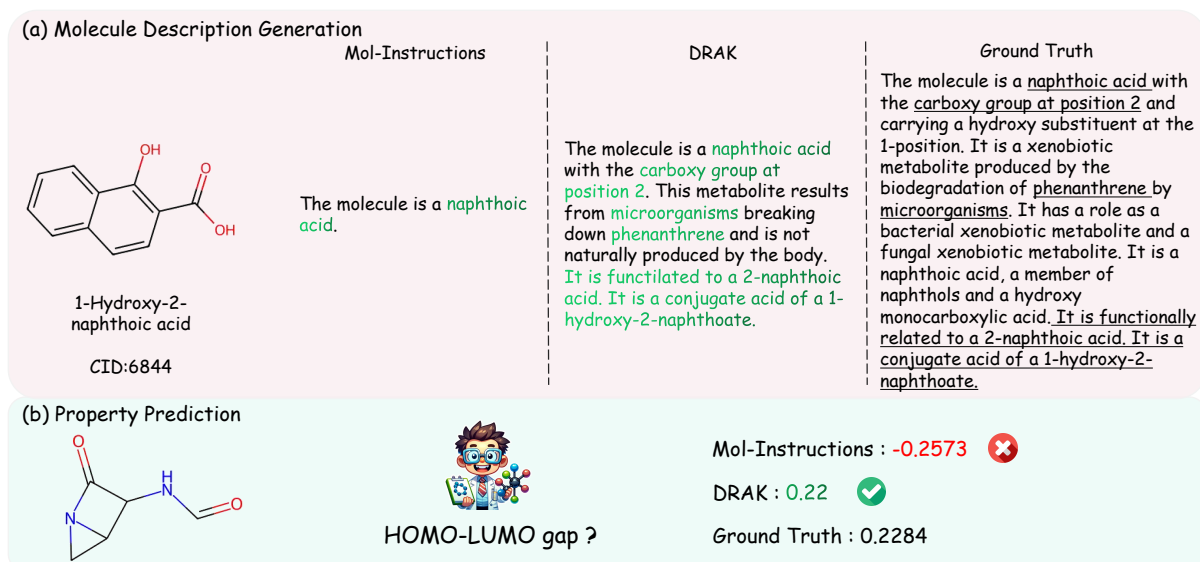 (a) Molecule Description Generation
Mol-Instructions
DRAK
Ground Truth
OH
O
OH
1-Hydroxy-2-
naphthoic acid
CID:6844
The molecule is a naphthoic
acid.
The molecule is a naphthoic acid
with the carboxy group at
position 2. This metabolite results
from microorganisms breaking
down phenanthrene and is not
naturally produced by the body.
It is functilated to a 2-naphthoic
acid. It is a conjugate acid of a 1-
hydroxy-2-naphthoate.
The molecule is a naphthoic acid with
the carboxy group at position 2 and
carrying a hydroxy substituent at the
1-position. It is a xenobiotic
metabolite produced by the
biodegradation of phenanthrene by
microorganisms. It has a role as a
bacterial xenobiotic metabolite and a
fungal xenobiotic metabolite. It is a
naphthoic acid, a member of
naphthols and a hydroxy
monocarboxylic acid. It is functionally
related to a 2-naphthoic acid. It is a
conjugate acid of a 1-hydroxy-2-
naphthoate.
(b) Property Prediction
O
H
N
O
N
HOMO-LUMO gap ?
Mol-Instructions : -0.2573
DRAK : 0.22
Ground Truth : 0.2284